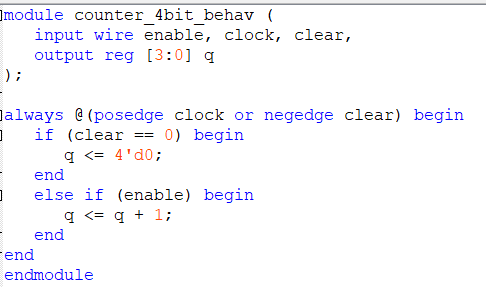 module counter_4bit_behav (
input wire enable, clock, clear,
output reg [3:0] q
);
always @(posedge clock or negedge clear) begin
if (clear == 0) begin
q <= 4'd0;
end
else if (enable) begin
q <= q + 1;
end
end
endmodule